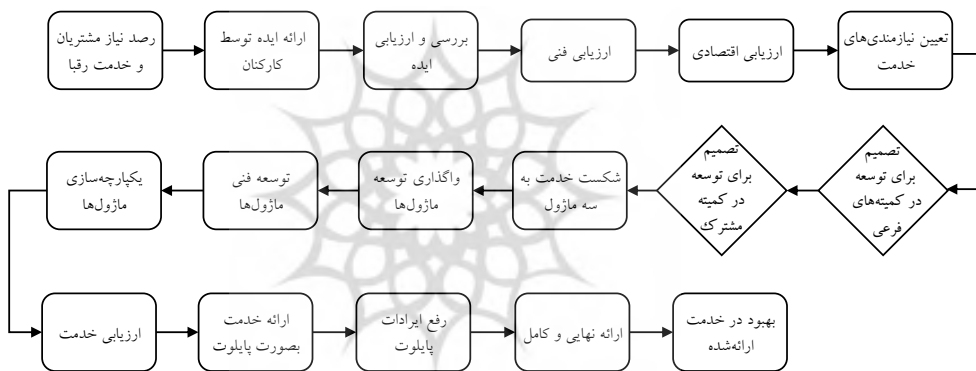 رصد نیاز مشتریان
و خدمت رقبا
ارائه ایده توسط
کارکنان
بررسی و ارزیابی
ایده
ارزیابی فنی
ارزیابی اقتصادی
تعیین نیازمندی‌های
خدمت
تصمیم
برای توسعه
در کمیته‌های
فرعی
تصمیم
برای توسعه
در کمیته
مشترک
شکست خدمت به
سه ماژول
واگذاری توسعه
ماژول‌ها
توسعه فنی
ماژول‌ها
یکپارچه‌سازی
ماژول‌ها
ارزیابی خدمت
ارائه خدمت
بصورت پایلوت
رفع ایرادات
پایلوت
ارائه نهایی و کامل
بهبود در خدمت
ارائه‌شده